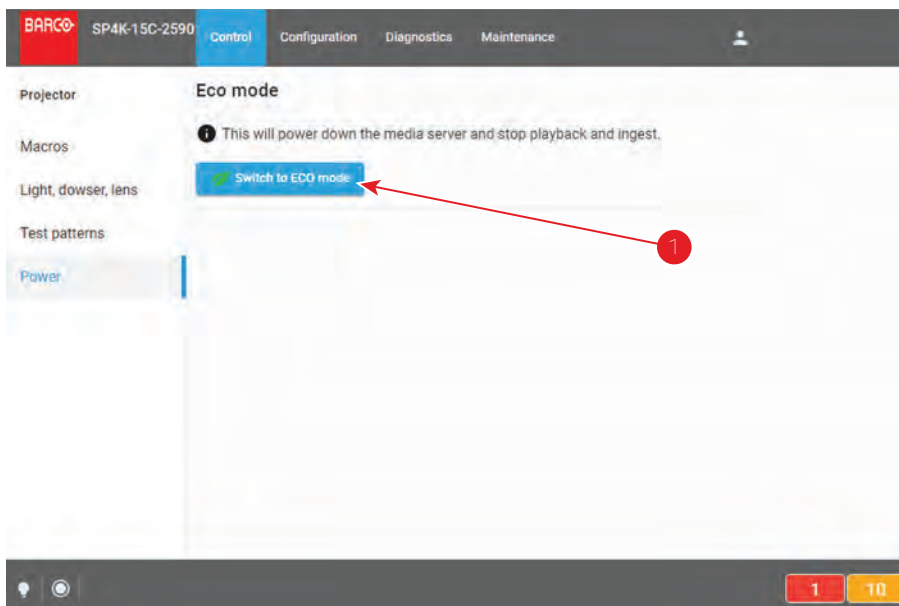 BARCO SP4K-15C-2590 Control Configuration Diagnostics Maintenance
Projector
Macros
Light, dowser, lens
Test patterns
Power
Eco mode
This will power down the media server and stop playback and ingest.
Switch to ECO mode
1
1 10